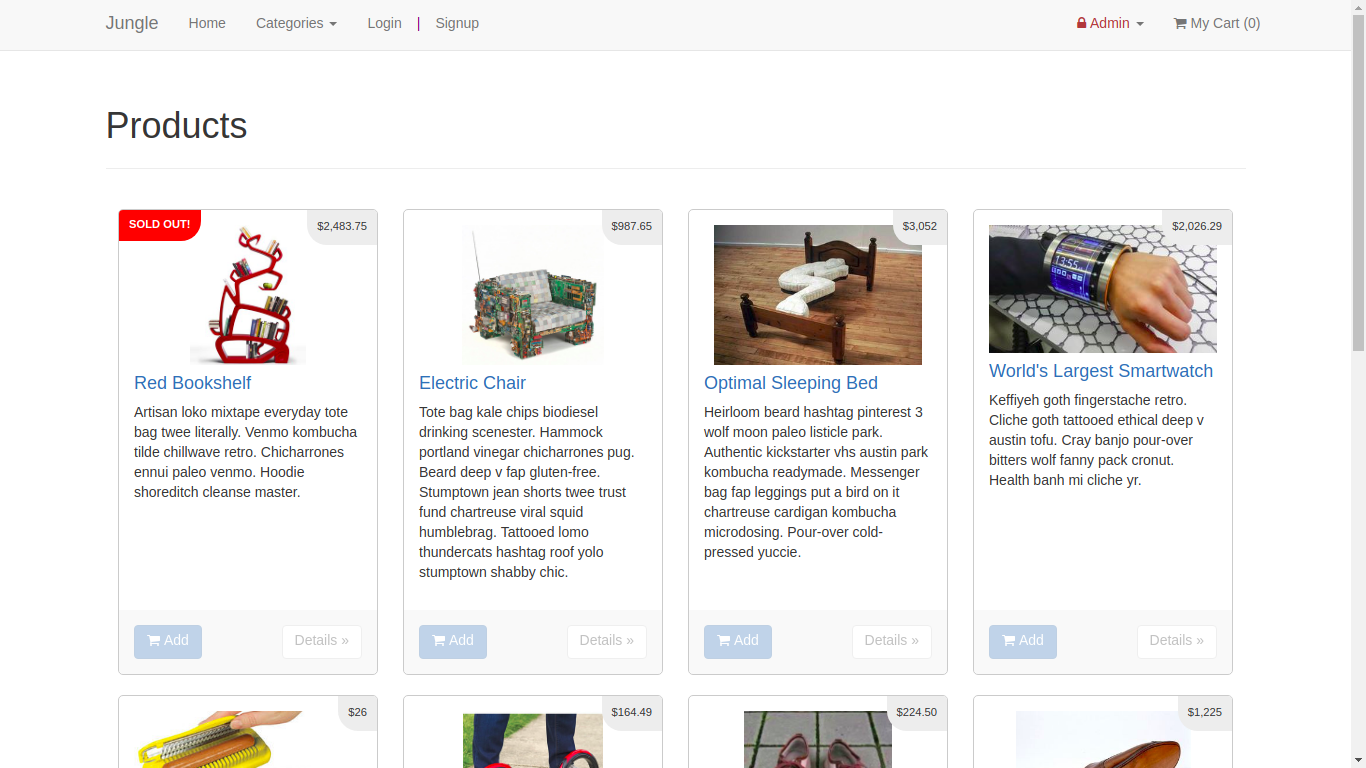 Jungle Home Categories Login | Signup Admin My Cart (0)
Products
SOLD OUT! $2,483.75
Red Bookshelf
Artisan loko mixtape everyday tote
bag twee literally. Venmo kombucha
tilde chillwave retro. Chicharrones
ennui paleo venmo. Hoodie
shoreditch cleanse master.
Add Details »
$987.65
Electric Chair
Tote bag kale chips biodiesel
drinking scenester. Hammock
portland vinegar chicharrones pug.
Beard deep v fap gluten-free.
Stumptown jean shorts twee trust
fund chartreuse viral squid
humblebrag. Tattooed lomo
thundercats hashtag roof yolo
stumptown shabby chic.
Add Details »
$3,052
Optimal Sleeping Bed
Heirloom beard hashtag pinterest 3
wolf moon paleo listicle park.
Authentic kickstarter vhs austin park
kombucha readymade. Messenger
bag fap leggings put a bird on it
chartreuse cardigan kombucha
microdosing. Pour-over cold-
pressed yuccie.
Add Details »
$2,026.29
13:55
World's Largest Smartwatch
Keffiyeh goth fingerstache retro.
Cliche goth tattooed ethical deep v
austin tofu. Cray banjo pour-over
bitters wolf fanny pack cronut.
Health banh mi cliche yr.
Add Details »
$26
$164.49
$224.50
$1,225